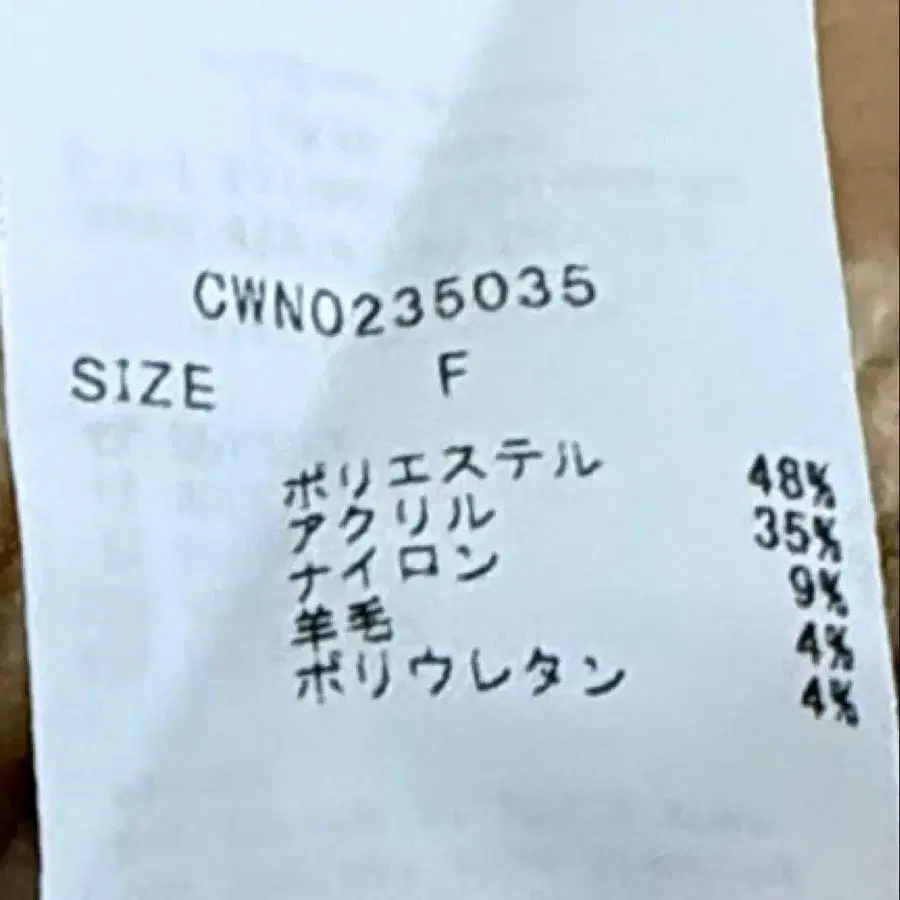 CWNO235035
SIZE F
ポリエステル 48%
アクリル 35%
ナイロン 9%
羊毛 4%
ポリウレタン 4%